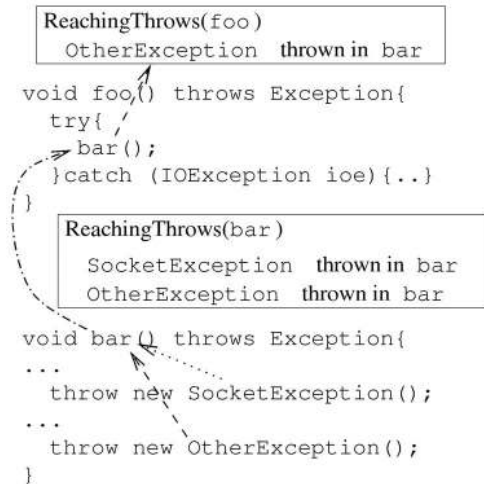 ReachingThrows(foo)
OtherException thrown in bar
void foo() throws Exception{
try{
bar();
}catch (IOException ioe){..}
}
ReachingThrows(bar)
SocketException thrown in bar
OtherException thrown in bar
void bar() throws Exception{
...
throw new SocketException();
...
throw new OtherException();
}